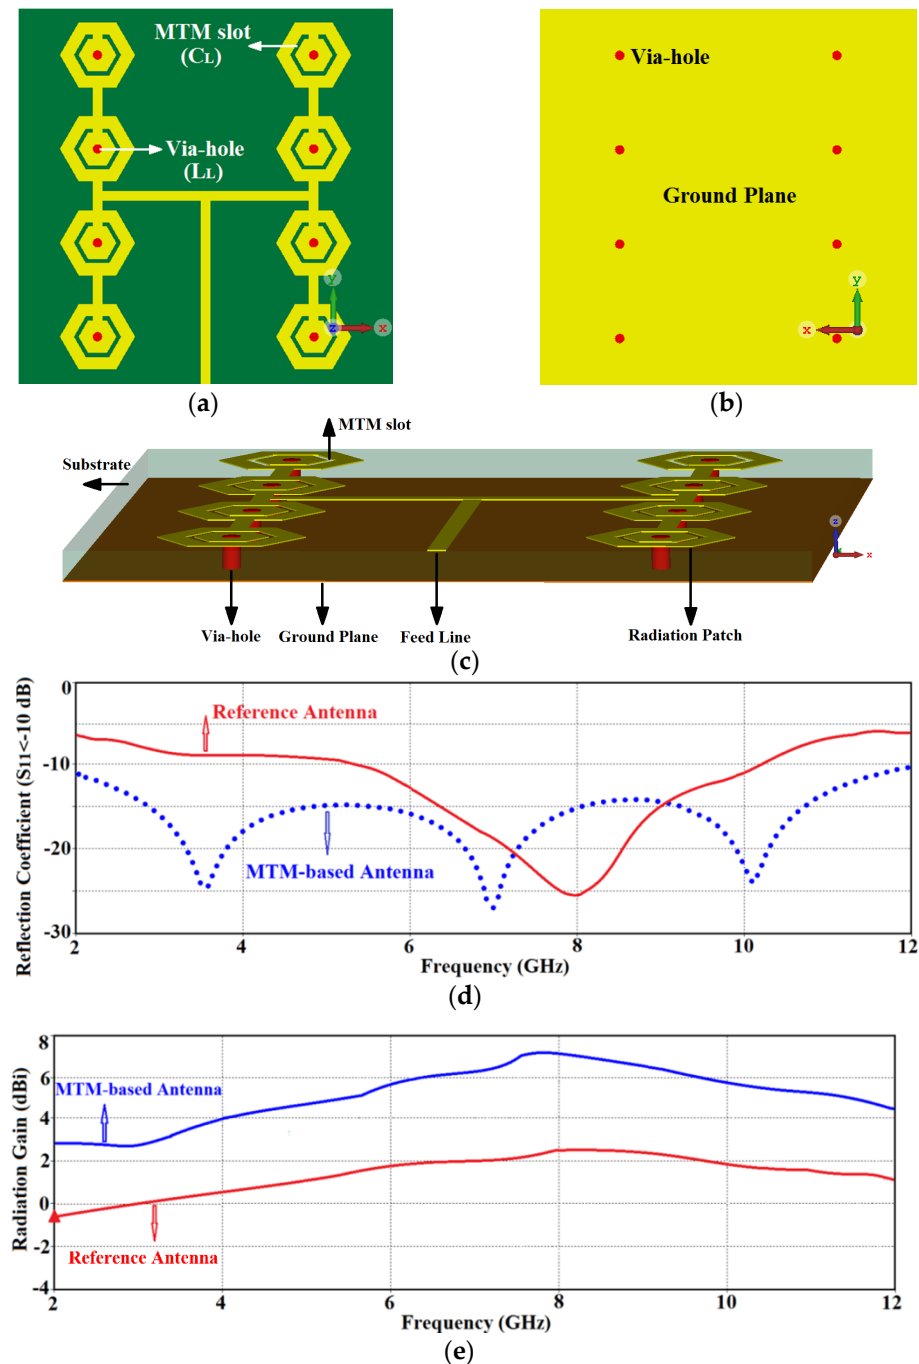 MTM slot
(CL)
Via-hole
(LL)
y
z
x
(a)
Via-hole
Ground Plane
y
x
(b)
MTM slot
Substrate
z
x
Via-hole
Ground Plane
Feed Line
Radiation Patch
(c)
Reflection Coefficient (S11<-10 dB)
0
-10
-20
-30
Reference Antenna
MTM-based Antenna
2
4
6
8
10
12
Frequency (GHz)
(d)
Radiation Gain (dBi)
8
6
4
2
0
-2
-4
MTM-based Antenna
Reference Antenna
2
4
6
8
10
12
Frequency (GHz)
(e)